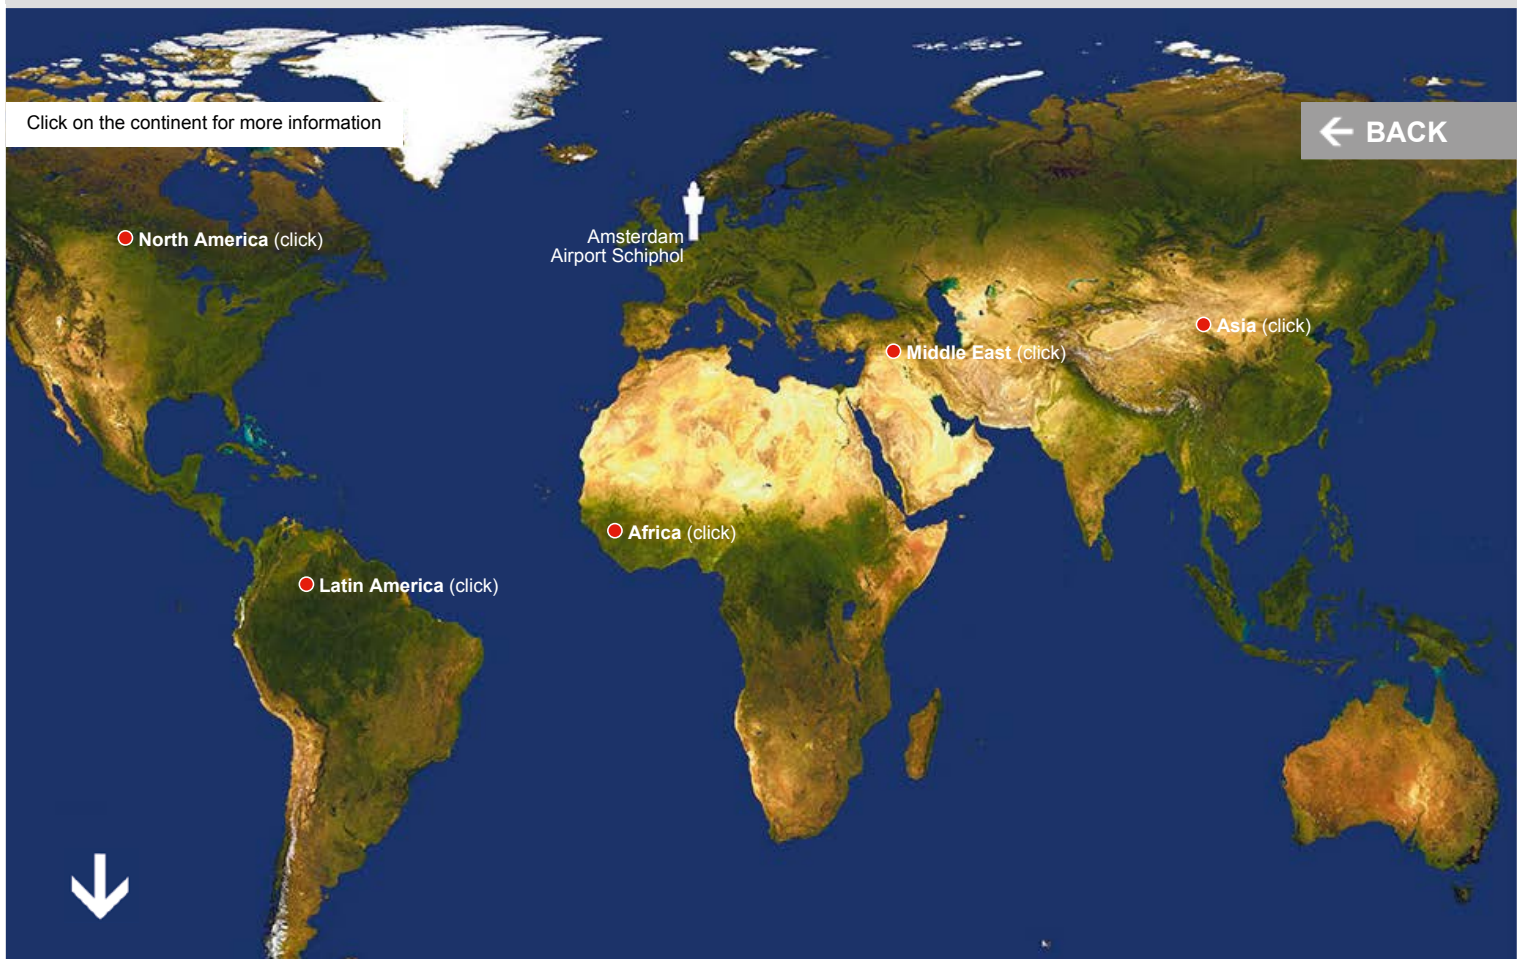 Click on the continent for more information
← BACK
North America (click)
Amsterdam
Airport Schiphol
Asia (click)
Middle East (click)
Africa (click)
Latin America (click)